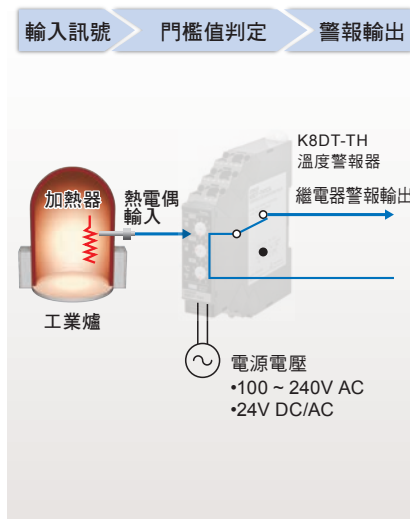 輸入訊號 門檻值判定 警報輸出
K8DT-TH
溫度警報器
加熱器
熱電偶
輸入
繼電器警報輸出
工業爐
電源電壓
•100 ~ 240V AC
•24V DC/AC